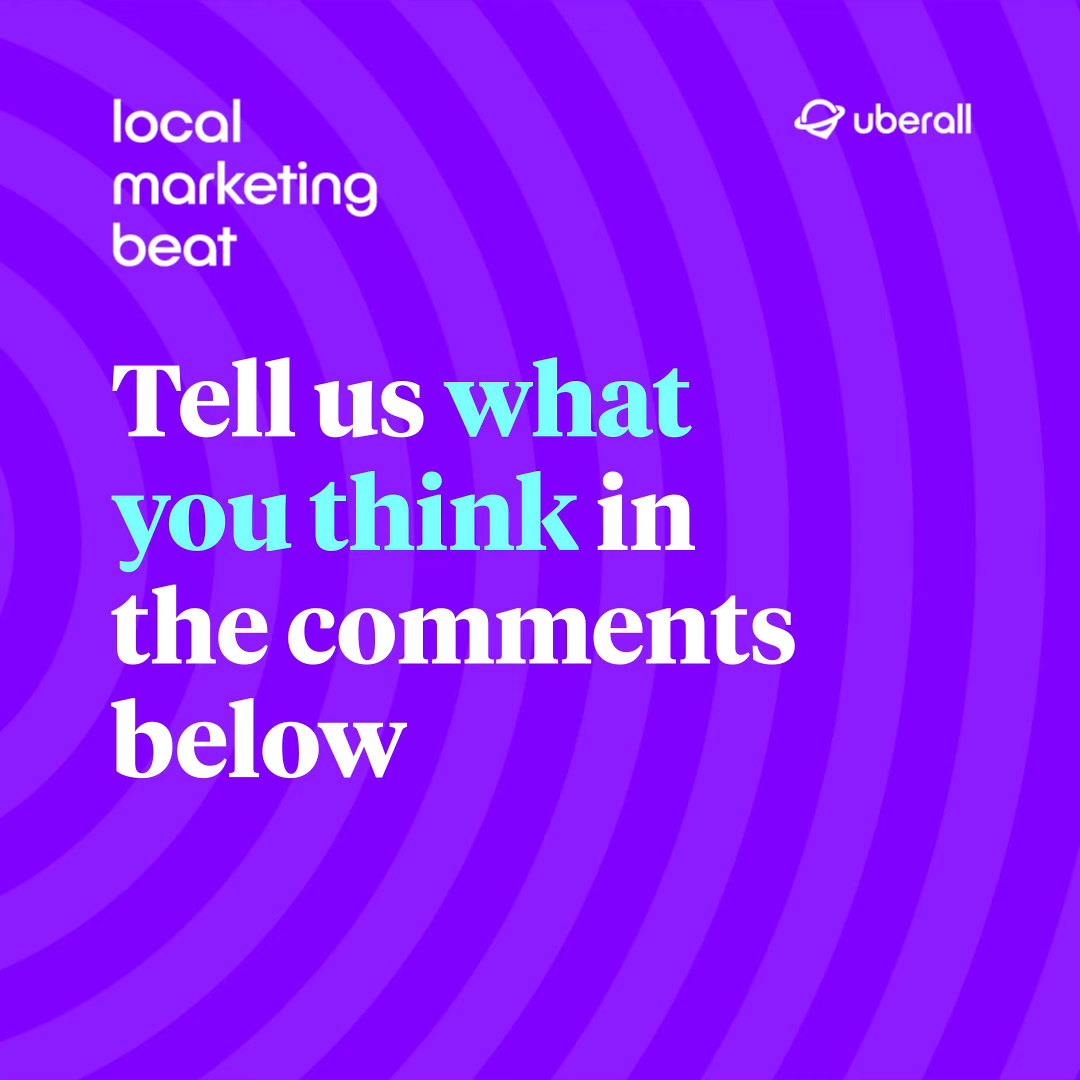 local
marketing
beat
uberall
Tell us what
you think in
the comments
below